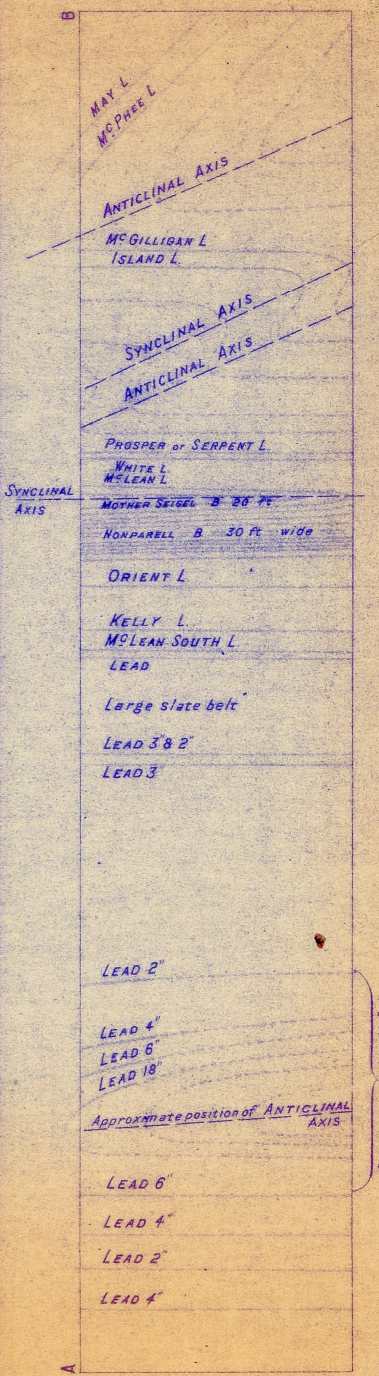 B
MAY L
McPHEE L
ANTICLINAL AXIS
McGILLIGAN L
ISLAND L.
SYNCLINAL AXIS
ANTICLINAL AXIS
PROSPER or SERPENT L
WHITE L
McLEAN L
SYNCLINAL
AXIS
MOTHER SEIGEL B 20 ft
NONPARELL B 30 ft wide
ORIENT L
KELLY L.
McLEAN SOUTH L
LEAD
Large slate belt
LEAD 3" & 2"
LEAD 3"
LEAD 2"
LEAD 4"
LEAD 6"
LEAD 18"
Approximate position of ANTICLINAL
AXIS
LEAD 6"
LEAD 4"
LEAD 2"
LEAD 4"
A